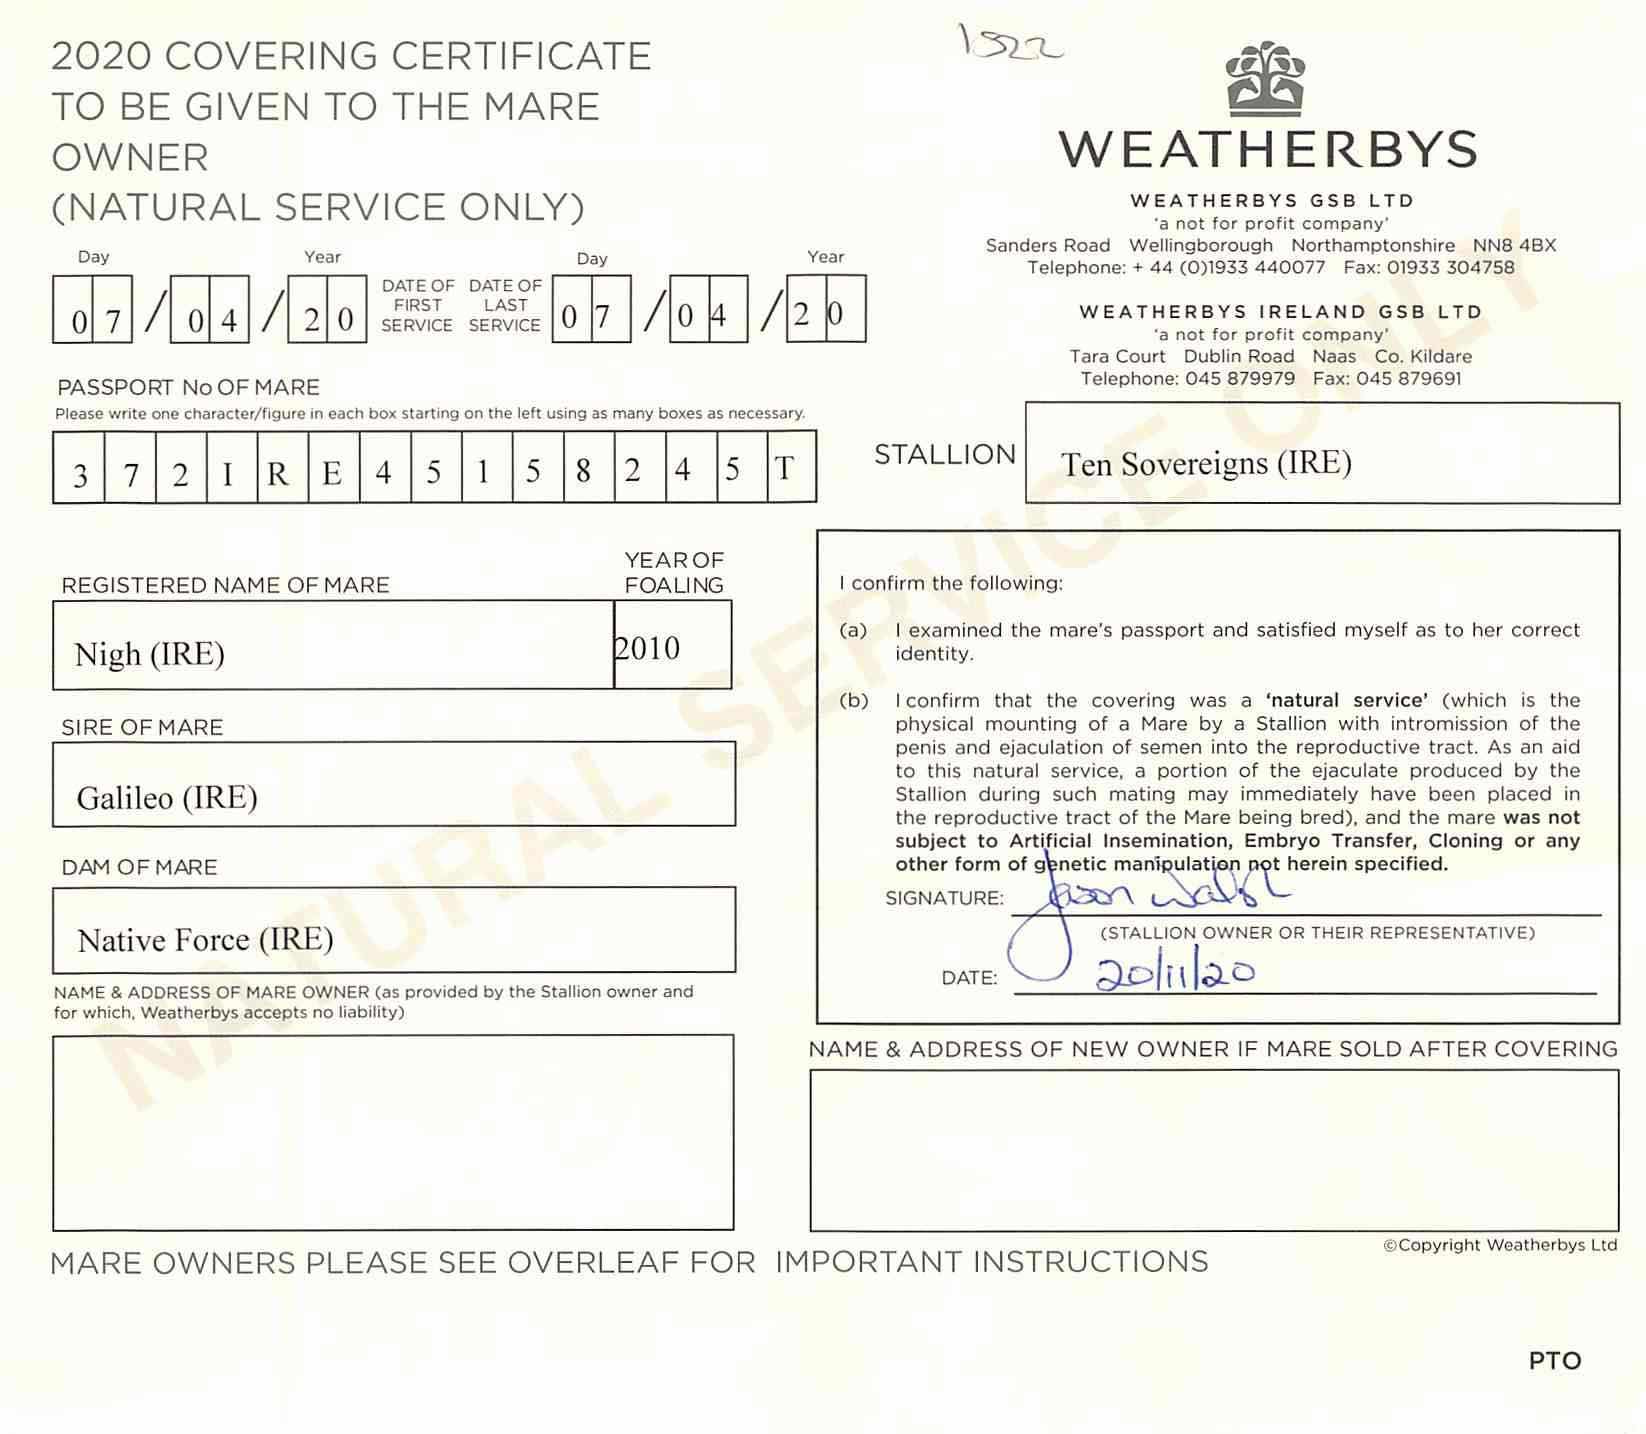 1522
2020 COVERING CERTIFICATE
TO BE GIVEN TO THE MARE
OWNER
(NATURAL SERVICE ONLY)
WEATHERBYS
WEATHERBYS GSB LTD
'a not for profit company'
Sanders Road Wellingborough Northamptonshire NN8 4BX
Telephone: + 44 (0)1933 440077 Fax: 01933 304758
WEATHERBYS IRELAND GSB LTD
'a not for profit company'
Tara Court Dublin Road Naas Co. Kildare
Telephone: 045 879979 Fax: 045 879691
Day Year Day Year
07/04/20 DATE OF FIRST SERVICE DATE OF LAST SERVICE 07/04/20
PASSPORT No OF MARE
Please write one character/figure in each box starting on the left using as many boxes as necessary.
372IRE45158245T
STALLION Ten Sovereigns (IRE)
REGISTERED NAME OF MARE YEAR OF FOALING
Nigh (IRE) 2010
SIRE OF MARE
Galileo (IRE)
DAM OF MARE
Native Force (IRE)
NAME & ADDRESS OF MARE OWNER (as provided by the Stallion owner and
for which, Weatherbys accepts no liability)
I confirm the following:
(a) I examined the mare's passport and satisfied myself as to her correct
identity.
(b) I confirm that the covering was a 'natural service' (which is the
physical mounting of a Mare by a Stallion with intromission of the
penis and ejaculation of semen into the reproductive tract. As an aid
to this natural service, a portion of the ejaculate produced by the
Stallion during such mating may immediately have been placed in
the reproductive tract of the Mare being bred), and the mare was not
subject to Artificial Insemination, Embryo Transfer, Cloning or any
other form of genetic manipulation not herein specified.
SIGNATURE: Jason Walsh
(STALLION OWNER OR THEIR REPRESENTATIVE)
DATE: 20/11/20
NAME & ADDRESS OF NEW OWNER IF MARE SOLD AFTER COVERING
©Copyright Weatherbys Ltd
MARE OWNERS PLEASE SEE OVERLEAF FOR IMPORTANT INSTRUCTIONS
PTO
NATURAL SERVICE ONLY